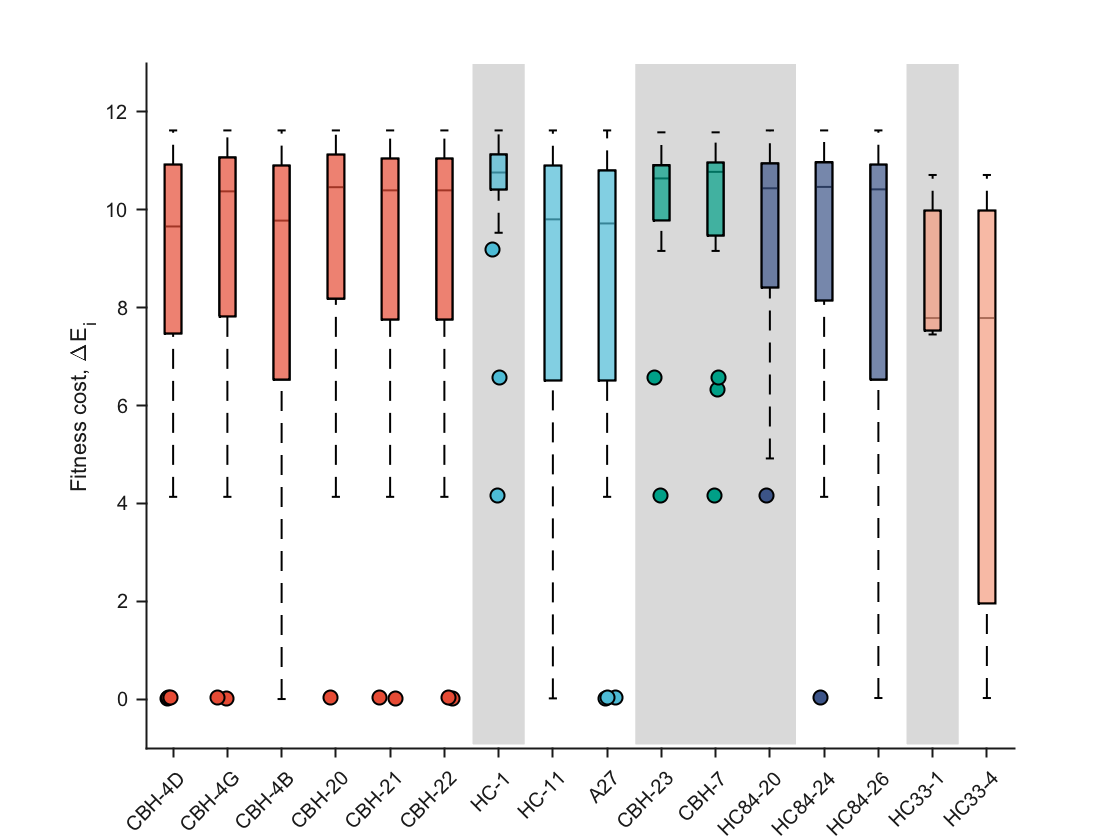 12
10
8
6
4
2
0
Fitness cost, ΔEi
CBH-4D
CBH-4G
CBH-4B
CBH-20
CBH-21
CBH-22
HC-1
HC-11
A27
CBH-23
CBH-7
HC84-20
HC84-24
HC84-26
HC33-1
HC33-4